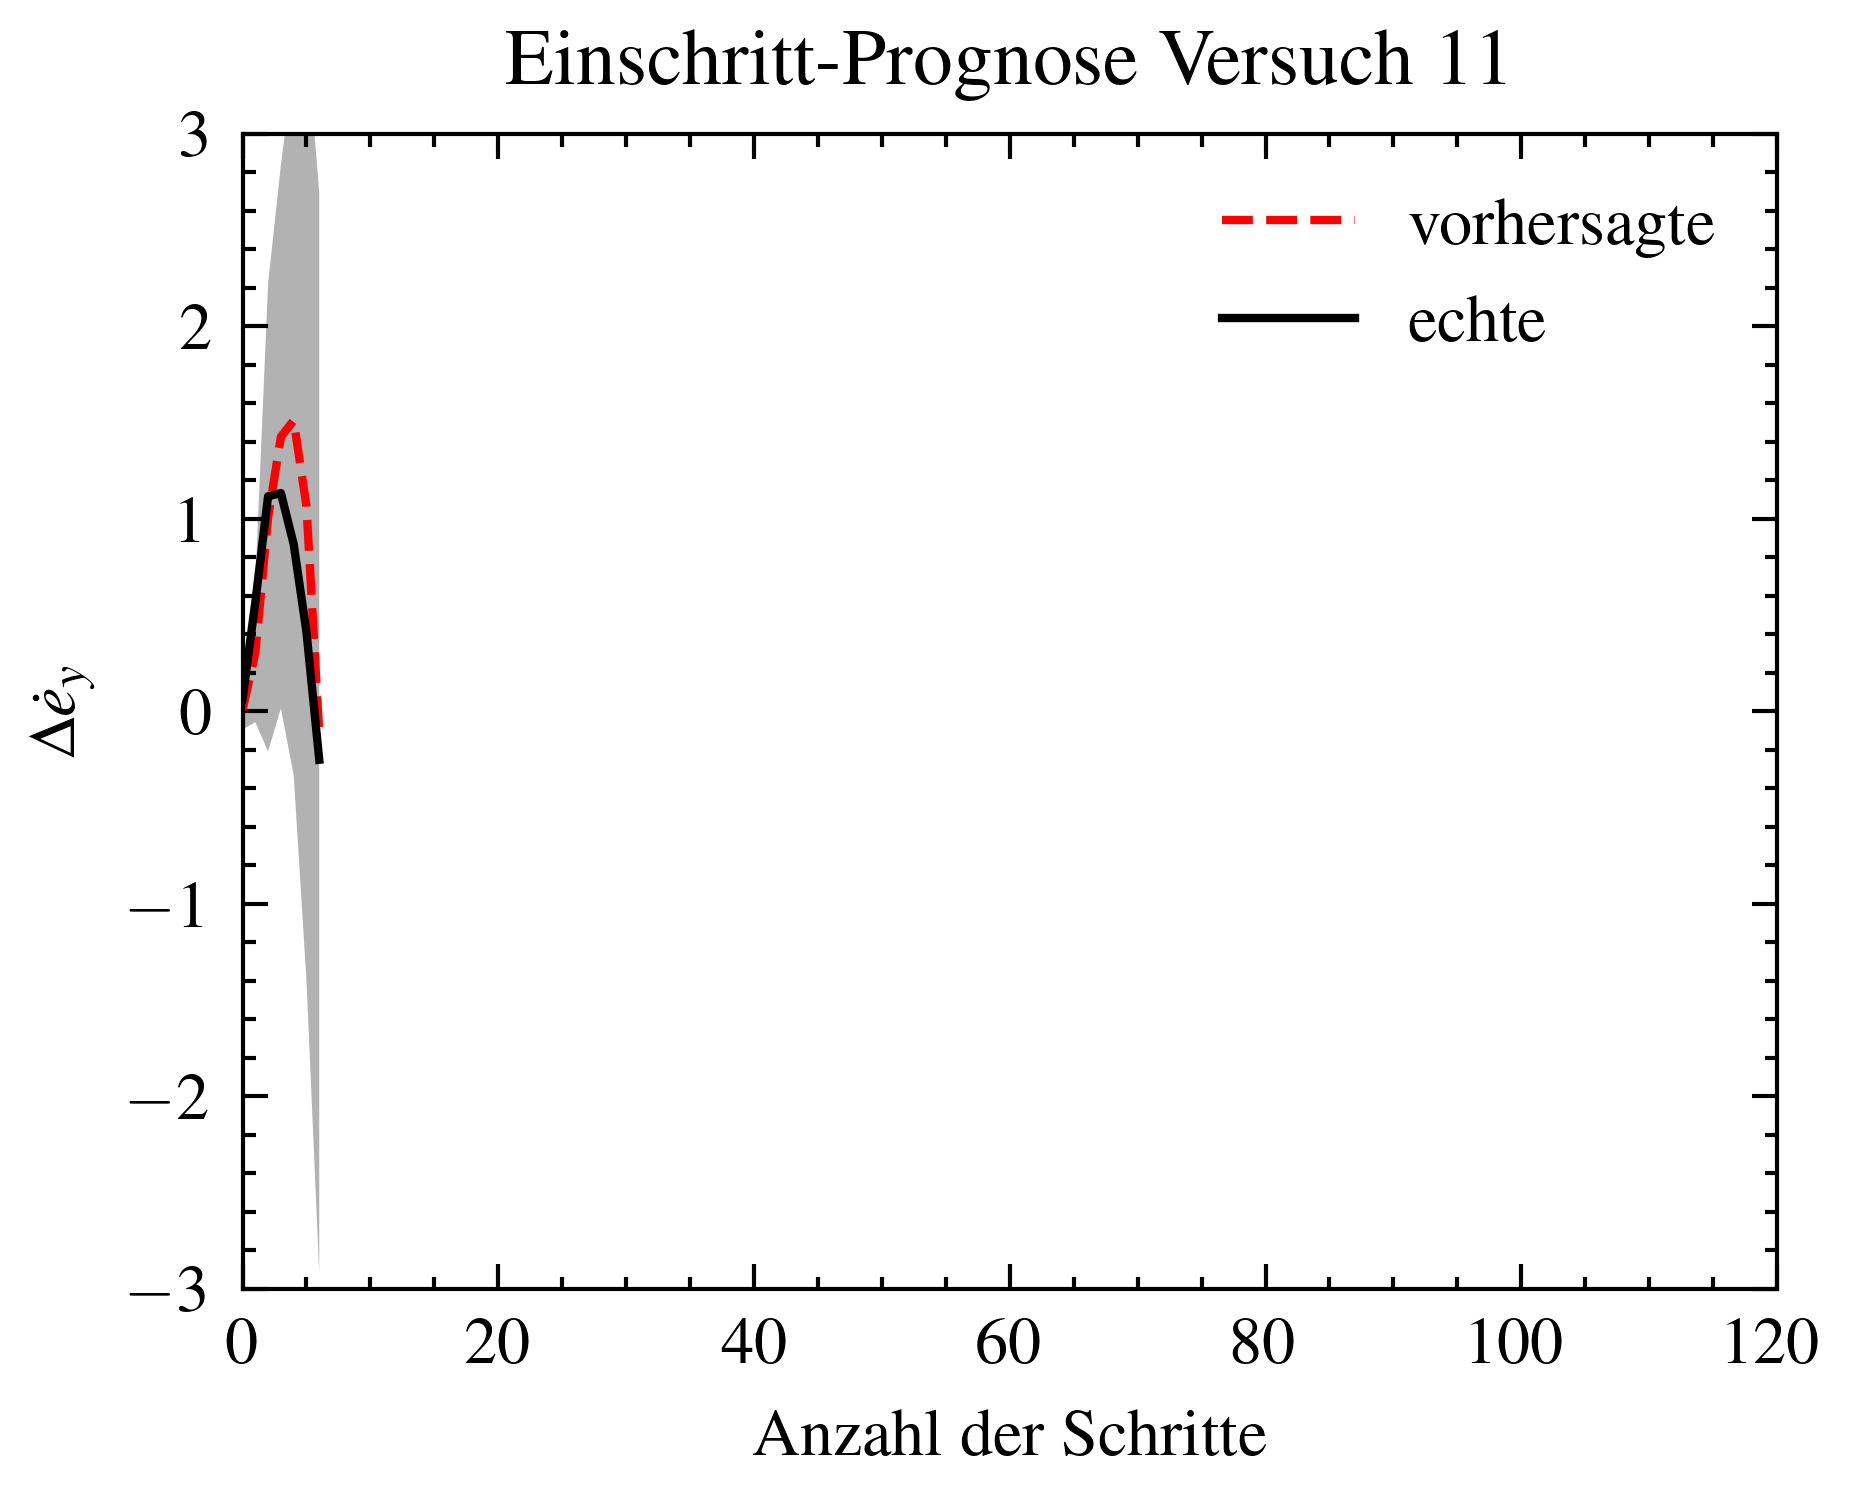 Einschritt-Prognose Versuch 11
3
2
1
0
−1
−2
−3
Δė_y
vorhersagte
echte
0 20 40 60 80 100 120
Anzahl der Schritte